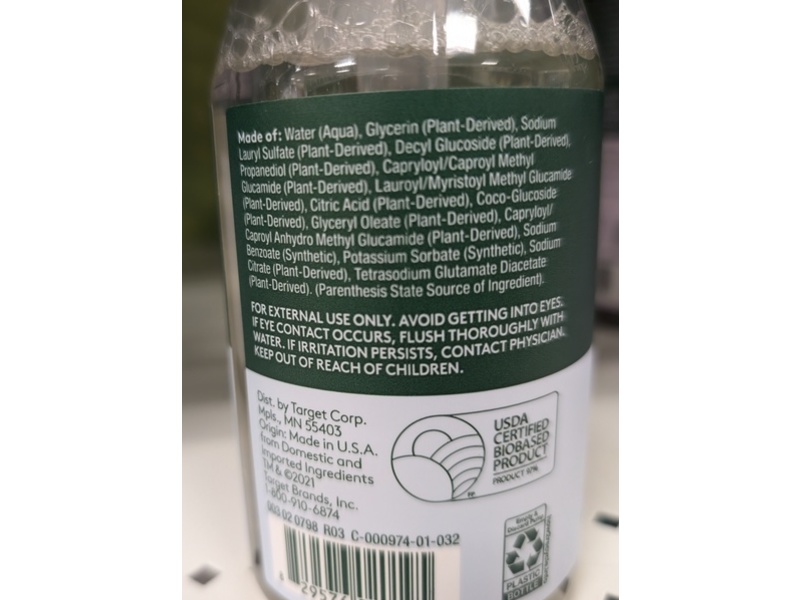 Made of: Water (Aqua), Glycerin (Plant-Derived), Sodium
Lauryl Sulfate (Plant-Derived), Decyl Glucoside (Plant-Derived),
Propanediol (Plant-Derived), Capryloyl/Caproyl Methyl
Glucamide (Plant-Derived), Lauroyl/Myristoyl Methyl Glucamide
(Plant-Derived), Citric Acid (Plant-Derived), Coco-Glucoside
(Plant-Derived), Glyceryl Oleate (Plant-Derived), Capryloyl/
Caproyl Anhydro Methyl Glucamide (Plant-Derived), Sodium
Benzoate (Synthetic), Potassium Sorbate (Synthetic), Sodium
Citrate (Plant-Derived), Tetrasodium Glutamate Diacetate
(Plant-Derived). (Parenthesis State Source of Ingredient).
FOR EXTERNAL USE ONLY. AVOID GETTING INTO EYES.
IF EYE CONTACT OCCURS, FLUSH THOROUGHLY WITH
WATER. IF IRRITATION PERSISTS, CONTACT PHYSICIAN.
KEEP OUT OF REACH OF CHILDREN.
Dist. by Target Corp.
Mpls., MN 55403
Origin: Made in U.S.A.
from Domestic and
Imported Ingredients
TM & ©2021
Target Brands, Inc.
1-800-910-6874
003 02 0798 R03 C-000974-01-032
USDA
CERTIFIED
BIOBASED
PRODUCT
PRODUCT
FP
PLASTIC
BOTTLE